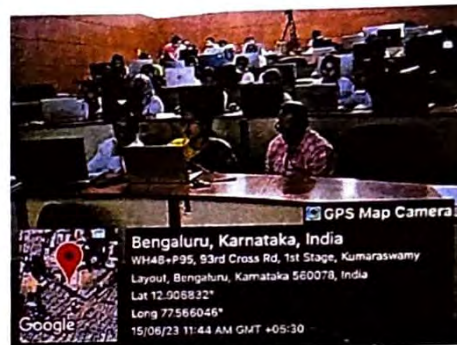 GPS Map Camera
Bengaluru, Karnataka, India
WH48+P95, 93rd Cross Rd, 1st Stage, Kumaraswamy
Layout, Bengaluru, Karnataka 560078, India
Lat 12.906832°
Long 77.566046°
15/06/23 11:44 AM GMT +05:30
Google